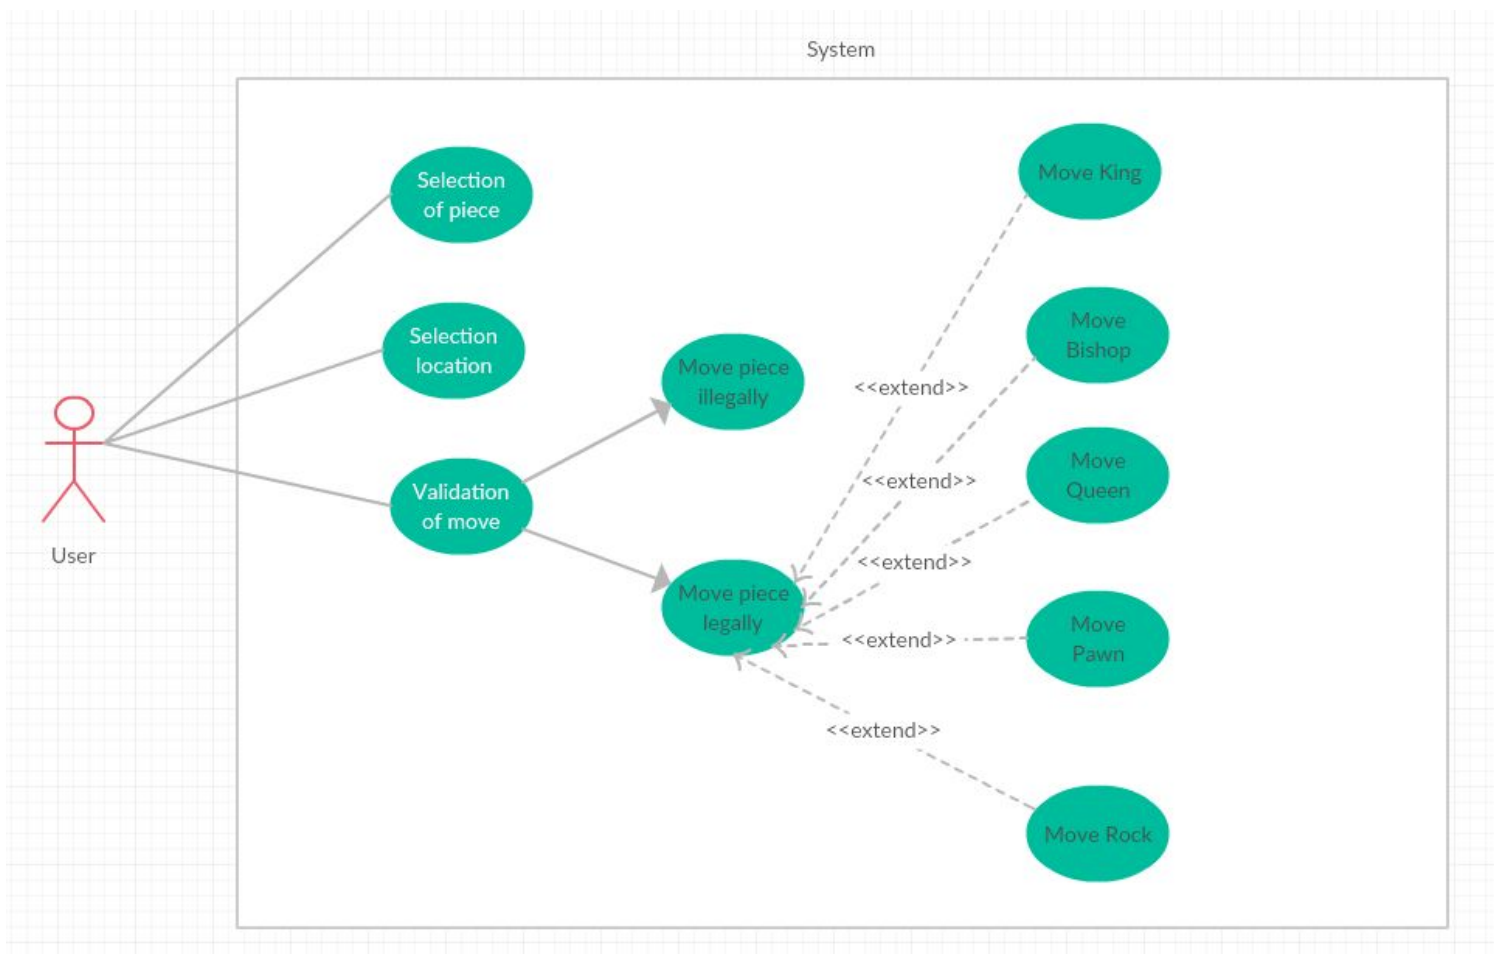 System
Selection
of piece
Selection
location
Validation
of move
User
Move piece
illegally
Move piece
legally
<<extend>>
<<extend>>
<<extend>>
<<extend>>
<<extend>>
Move King
Move
Bishop
Move
Queen
Move
Pawn
Move Rock